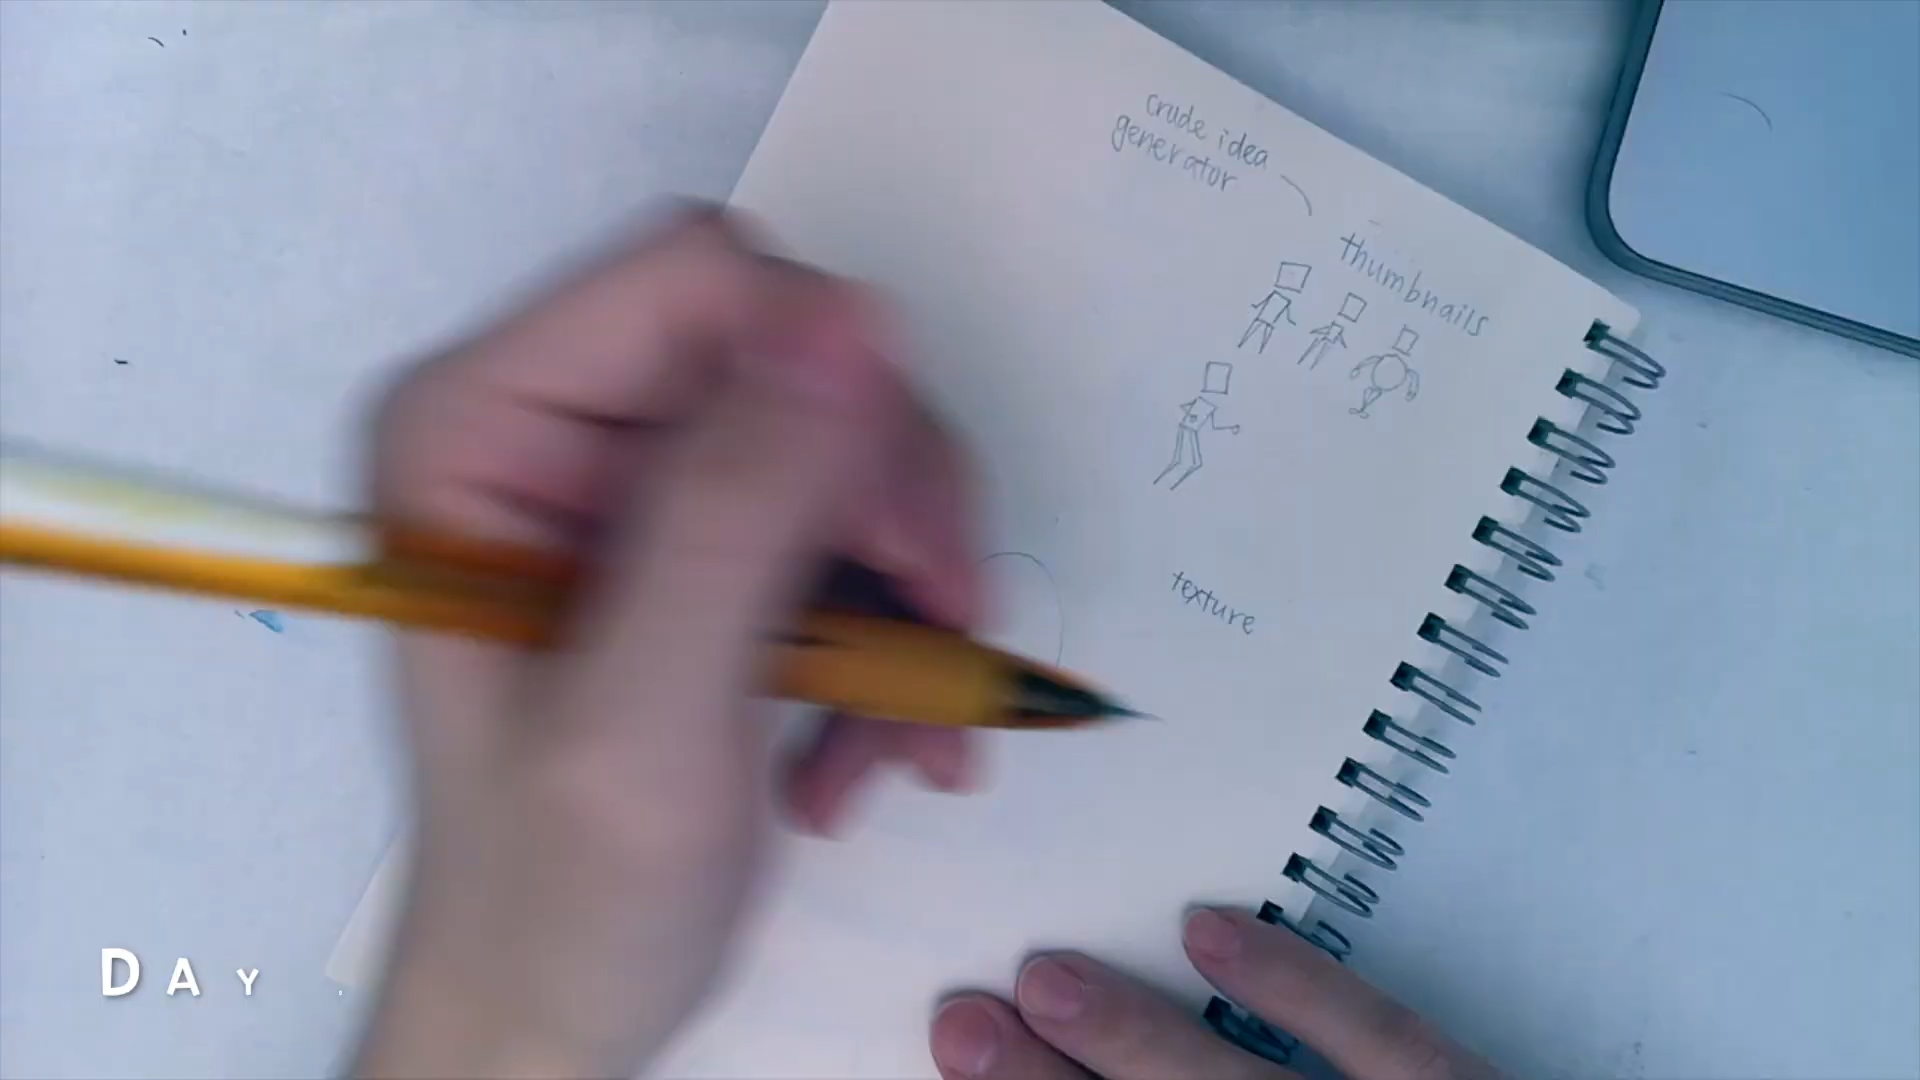 crude idea
generator
thumbnails
texture
DAY